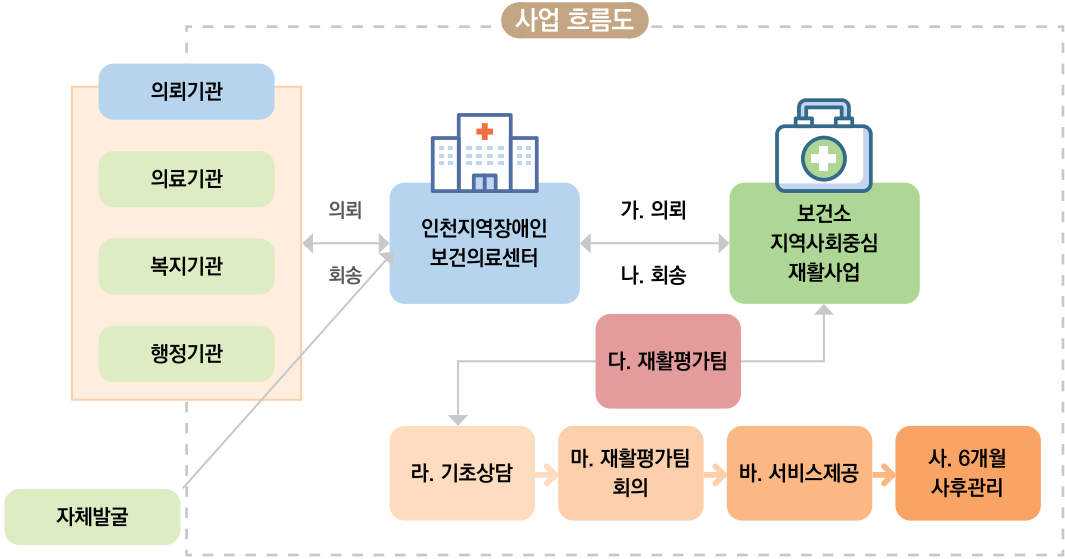 사업 흐름도
의뢰기관
의료기관
복지기관
행정기관
자체발굴
의뢰
회송
인천지역장애인
보건의료센터
가. 의뢰
나. 회송
보건소
지역사회중심
재활사업
다. 재활평가팀
라. 기초상담
마. 재활평가팀
회의
바. 서비스제공
사. 6개월
사후관리